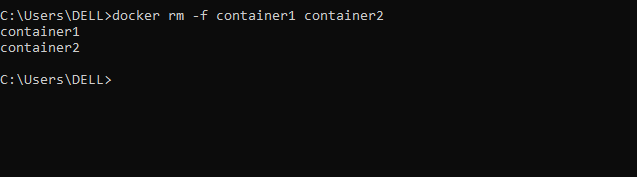 C:\Users\DELL>docker rm -f container1 container2
container1
container2
C:\Users\DELL>